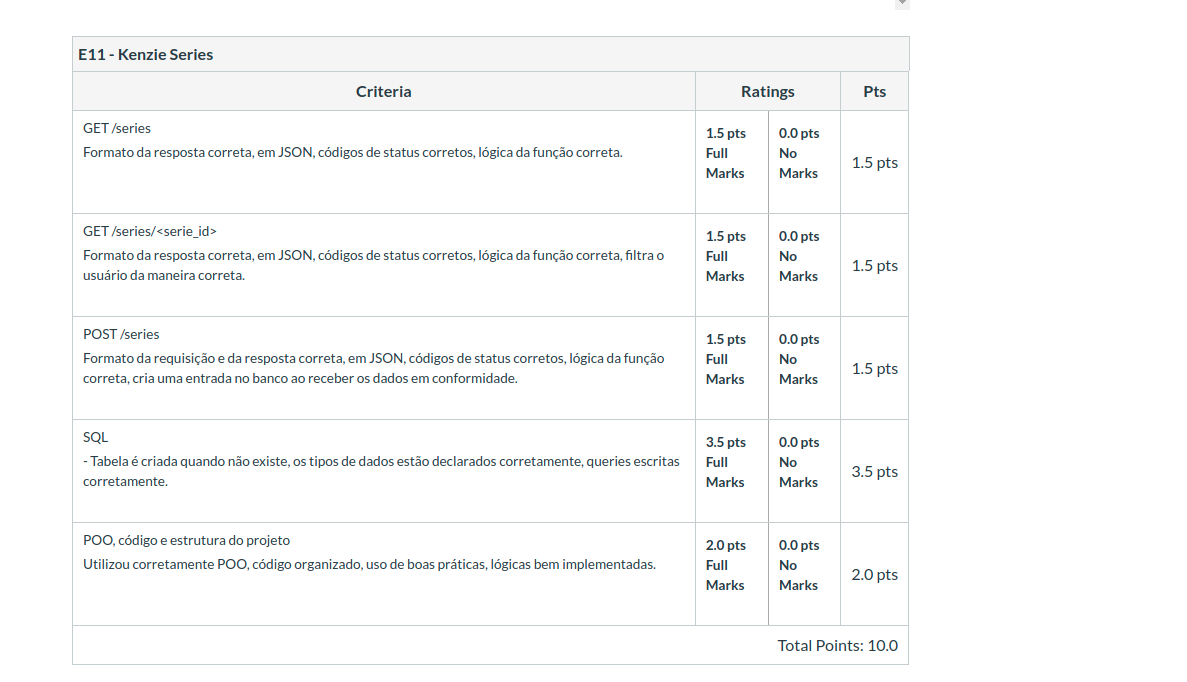 E11 - Kenzie Series
Criteria Ratings Pts
GET /series
Formato da resposta correta, em JSON, códigos de status corretos, lógica da função correta.
1.5 pts
Full
Marks
0.0 pts
No
Marks
1.5 pts
GET /series/<serie_id>
Formato da resposta correta, em JSON, códigos de status corretos, lógica da função correta, filtra o
usuário da maneira correta.
1.5 pts
Full
Marks
0.0 pts
No
Marks
1.5 pts
POST /series
Formato da requisição e da resposta correta, em JSON, códigos de status corretos, lógica da função
correta, cria uma entrada no banco ao receber os dados em conformidade.
1.5 pts
Full
Marks
0.0 pts
No
Marks
1.5 pts
SQL
- Tabela é criada quando não existe, os tipos de dados estão declarados corretamente, queries escritas
corretamente.
3.5 pts
Full
Marks
0.0 pts
No
Marks
3.5 pts
POO, código e estrutura do projeto
Utilizou corretamente POO, código organizado, uso de boas práticas, lógicas bem implementadas.
2.0 pts
Full
Marks
0.0 pts
No
Marks
2.0 pts
Total Points: 10.0